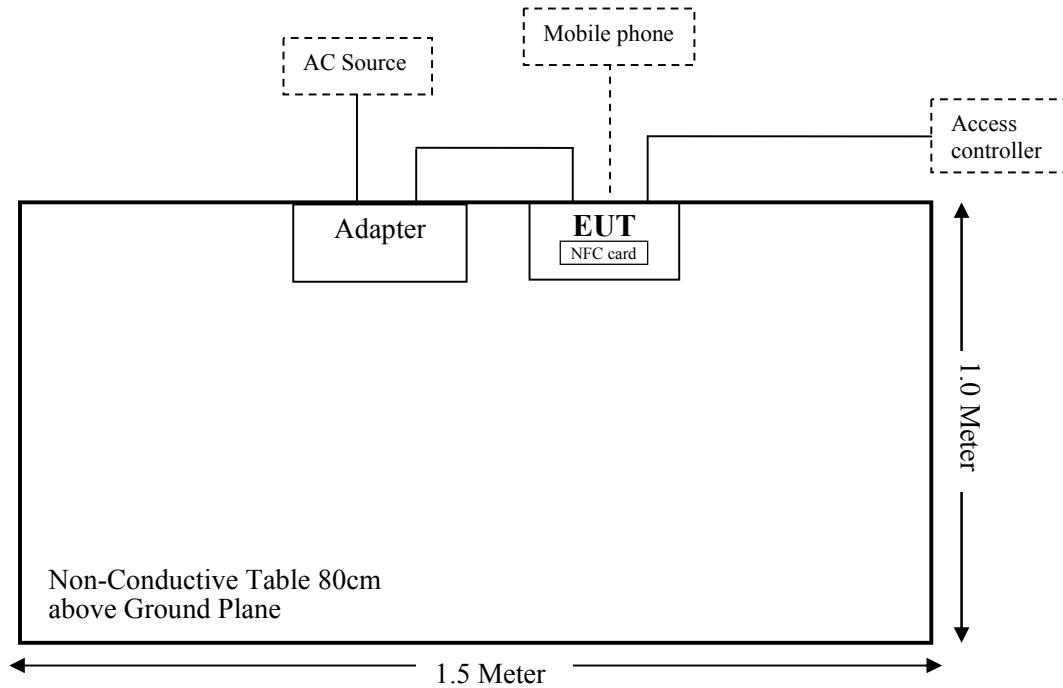 Mobile phone
AC Source
Access
controller
Adapter
EUT
NFC card
1.0 Meter
Non-Conductive Table 80cm
above Ground Plane
1.5 Meter